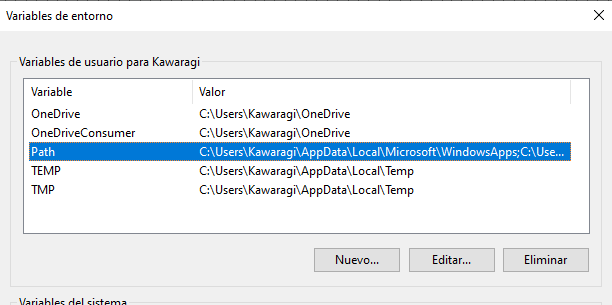 Variables de entorno
Variables de usuario para Kawaragi
Variable Valor
OneDrive C:\Users\Kawaragi\OneDrive
OneDriveConsumer C:\Users\Kawaragi\OneDrive
Path C:\Users\Kawaragi\AppData\Local\Microsoft\WindowsApps;C:\Use...
TEMP C:\Users\Kawaragi\AppData\Local\Temp
TMP C:\Users\Kawaragi\AppData\Local\Temp
Nuevo... Editar... Eliminar
Variables del sistema